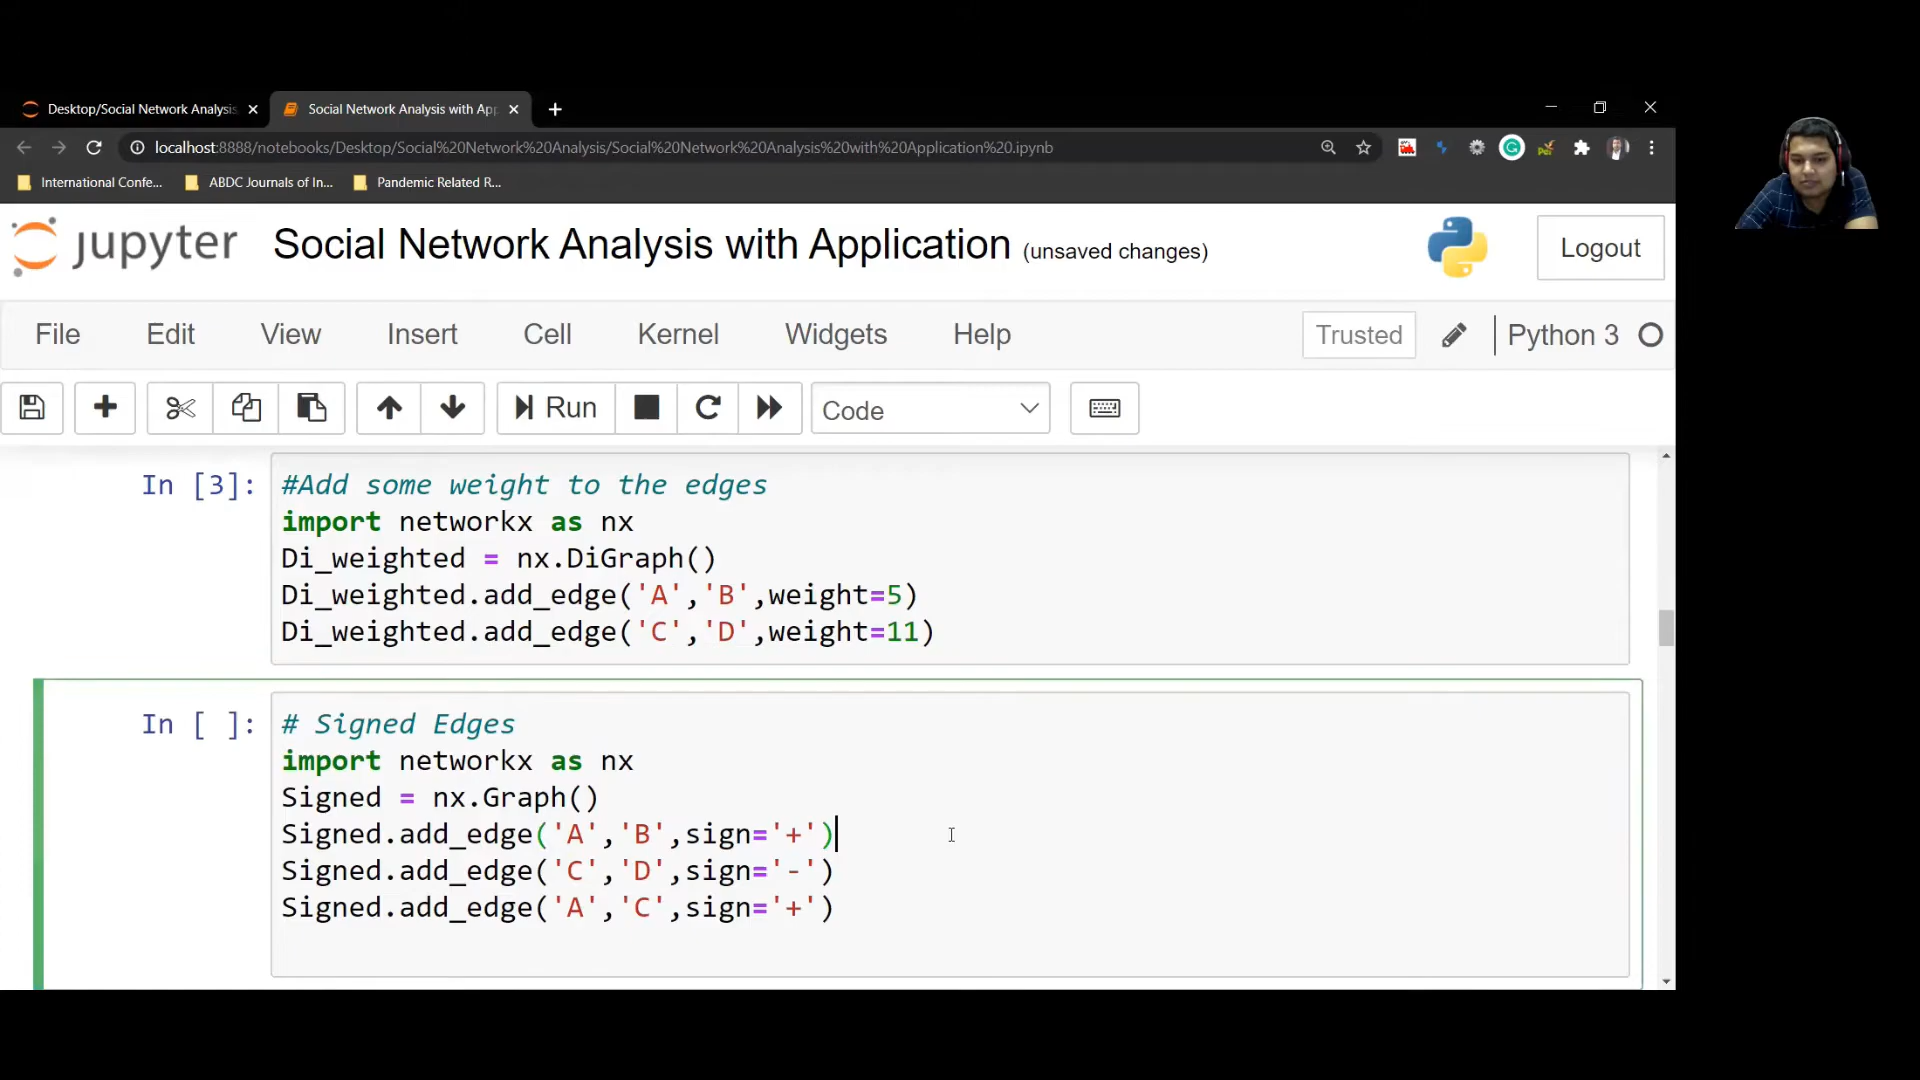 Desktop/Social Network Analysis
Social Network Analysis with App
localhost:8888/notebooks/Desktop/Social%20Network%20Analysis/Social%20Network%20Analysis%20with%20Application%20.ipynb
International Confe...
ABDC Journals of In...
Pandemic Related R...
jupyter
Social Network Analysis with Application (unsaved changes)
Logout
File Edit View Insert Cell Kernel Widgets Help
Trusted
Python 3
Run
Code
In [3]:
#Add some weight to the edges
import networkx as nx
Di_weighted = nx.DiGraph()
Di_weighted.add_edge('A','B',weight=5)
Di_weighted.add_edge('C','D',weight=11)
In [ ]:
# Signed Edges
import networkx as nx
Signed = nx.Graph()
Signed.add_edge('A','B',sign='+')
Signed.add_edge('C','D',sign='-')
Signed.add_edge('A','C',sign='+')